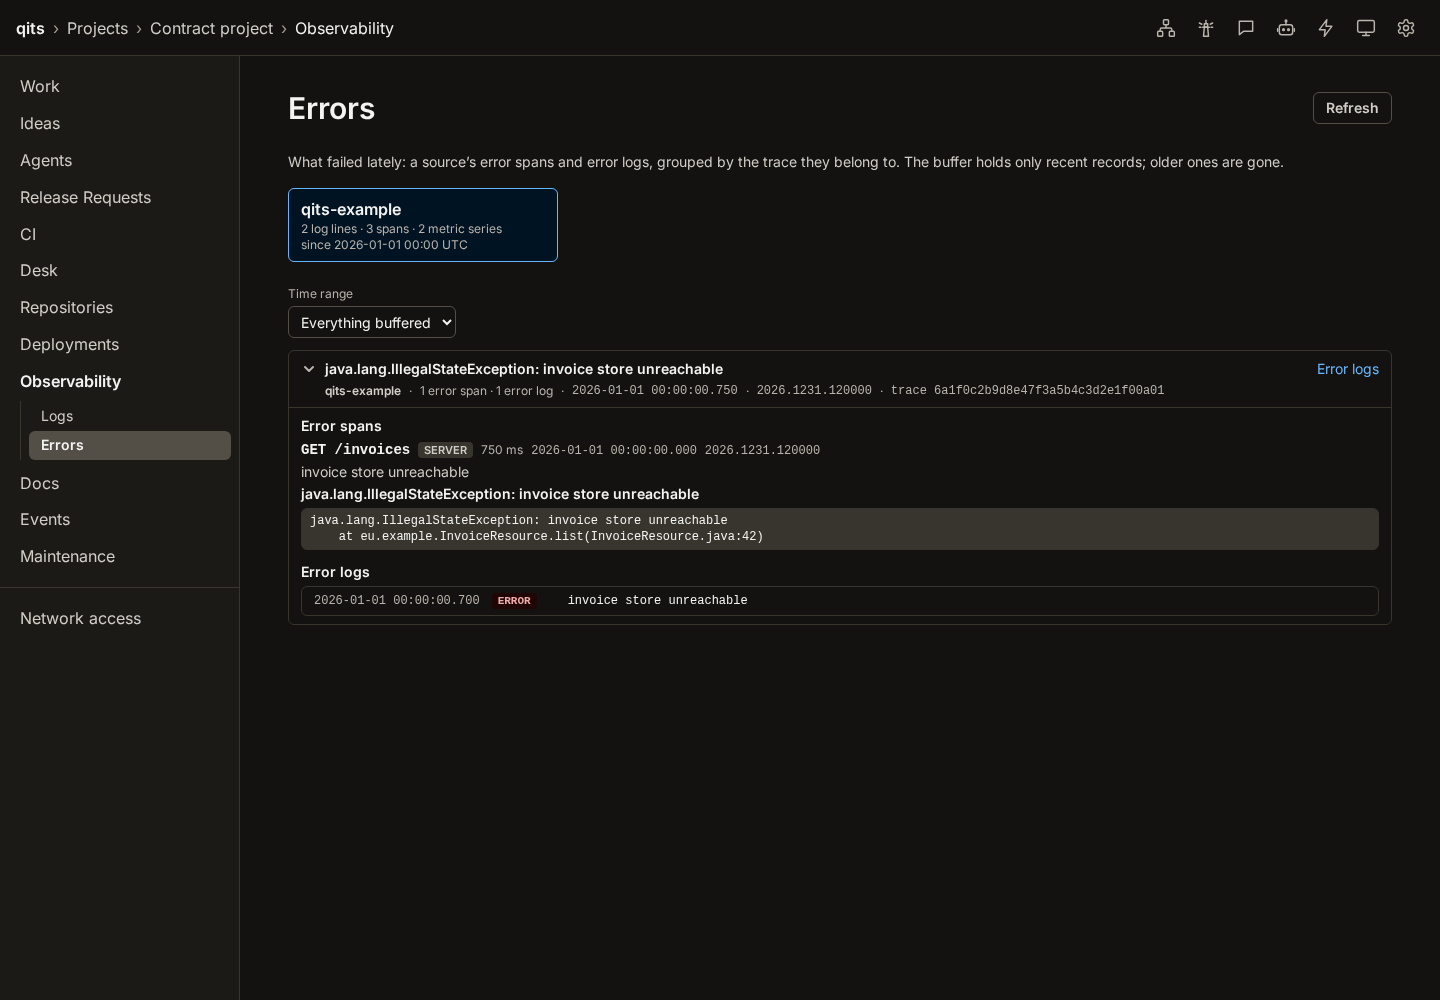 qits › Projects › Contract project › Observability
Work
Ideas
Agents
Release Requests
CI
Desk
Repositories
Deployments
Observability
Logs
Errors
Docs
Events
Maintenance
Network access
Errors
Refresh
What failed lately: a source’s error spans and error logs, grouped by the trace they belong to. The buffer holds only recent records; older ones are gone.
qits-example
2 log lines · 3 spans · 2 metric series
since 2026-01-01 00:00 UTC
Time range
Everything buffered
java.lang.IllegalStateException: invoice store unreachable
Error logs
qits-example · 1 error span · 1 error log · 2026-01-01 00:00:00.750 · 2026.1231.120000 · trace 6a1f0c2b9d8e47f3a5b4c3d2e1f00a01
Error spans
GET /invoices SERVER 750 ms 2026-01-01 00:00:00.000 2026.1231.120000
invoice store unreachable
java.lang.IllegalStateException: invoice store unreachable
java.lang.IllegalStateException: invoice store unreachable
at eu.example.InvoiceResource.list(InvoiceResource.java:42)
Error logs
2026-01-01 00:00:00.700 ERROR invoice store unreachable